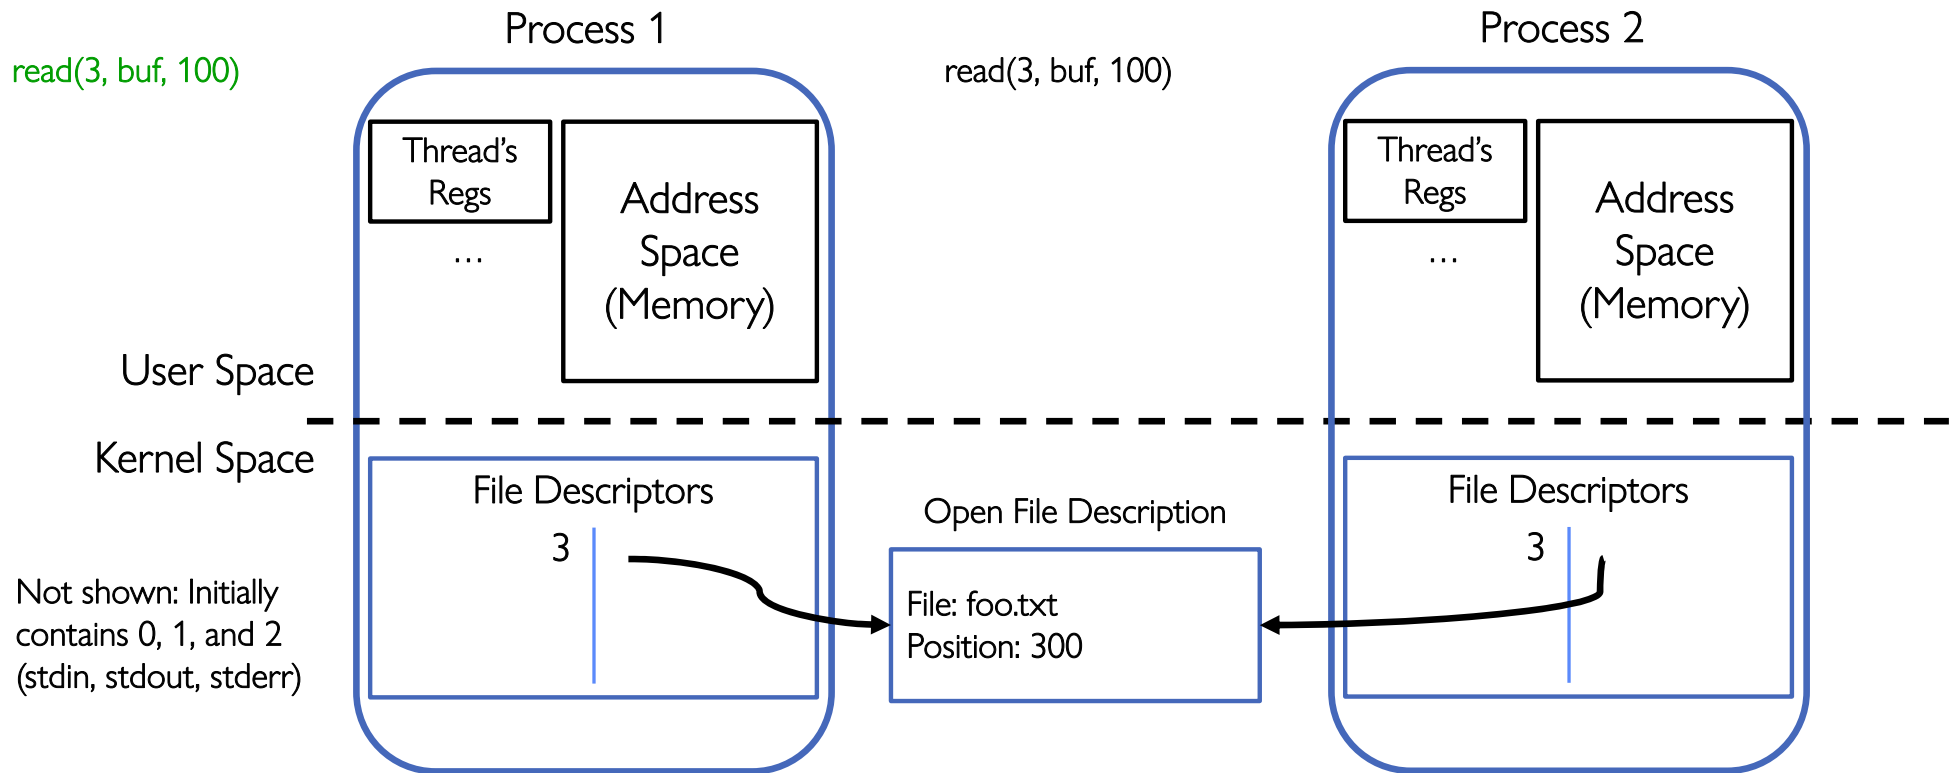 Process 1
Process 2
read(3, buf, 100)
read(3, buf, 100)
Thread's
Regs
...
Address
Space
(Memory)
Thread's
Regs
...
Address
Space
(Memory)
User Space
Kernel Space
File Descriptors
3
Open File Description
File: foo.txt
Position: 300
File Descriptors
3
Not shown: Initially
contains 0, 1, and 2
(stdin, stdout, stderr)